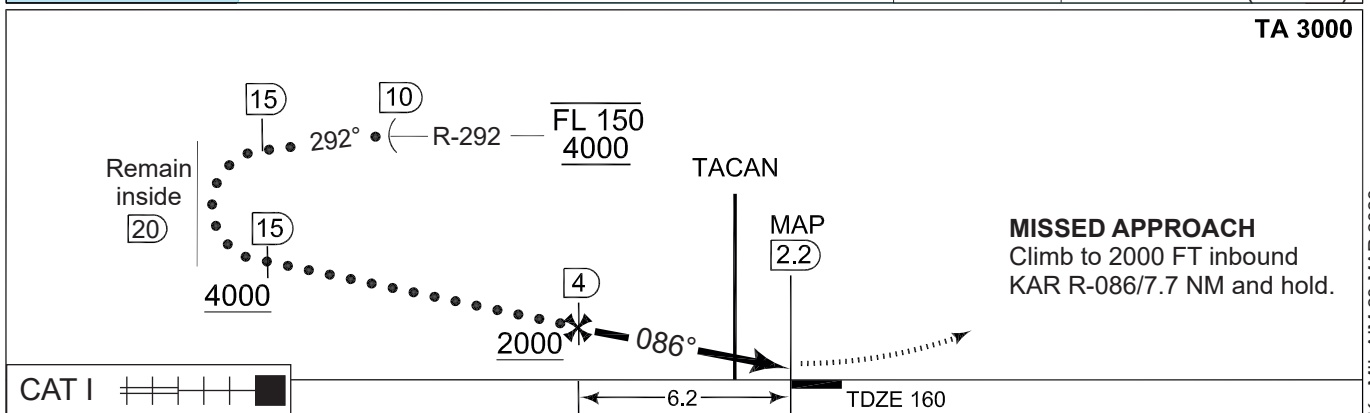 TA 3000
15
10
292°
R-292
FL 150
4000
TACAN
Remain
inside
20
15
MAP
2.2
MISSED APPROACH
Climb to 2000 FT inbound
KAR R-086/7.7 NM and hold.
4000
4
2000
086°
CAT I
6.2
TDZE 160